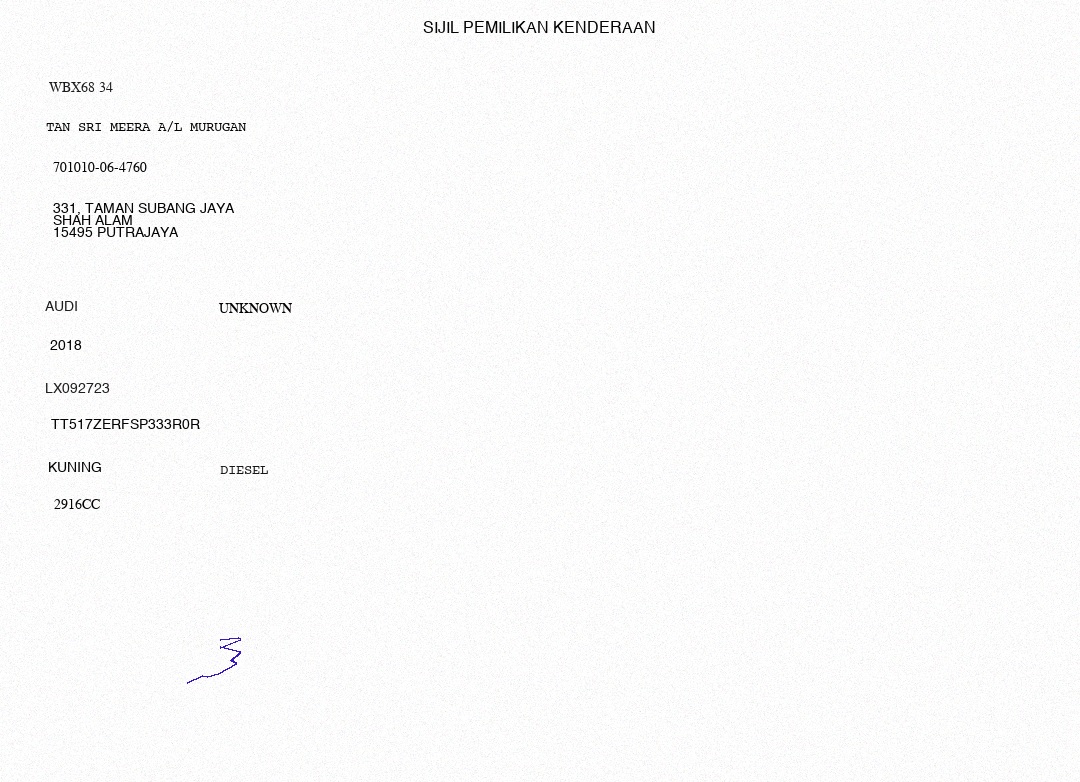 SIJIL PEMILIKAN KENDERAAN
WBX68 34
TAN SRI MEERA A/L MURUGAN
701010-06-4760
331, TAMAN SUBANG JAYA
SHAH ALAM
15495 PUTRAJAYA
AUDI UNKNOWN
2018
LX092723
TT517ZERFSP333R0R
KUNING DIESEL
2916CC